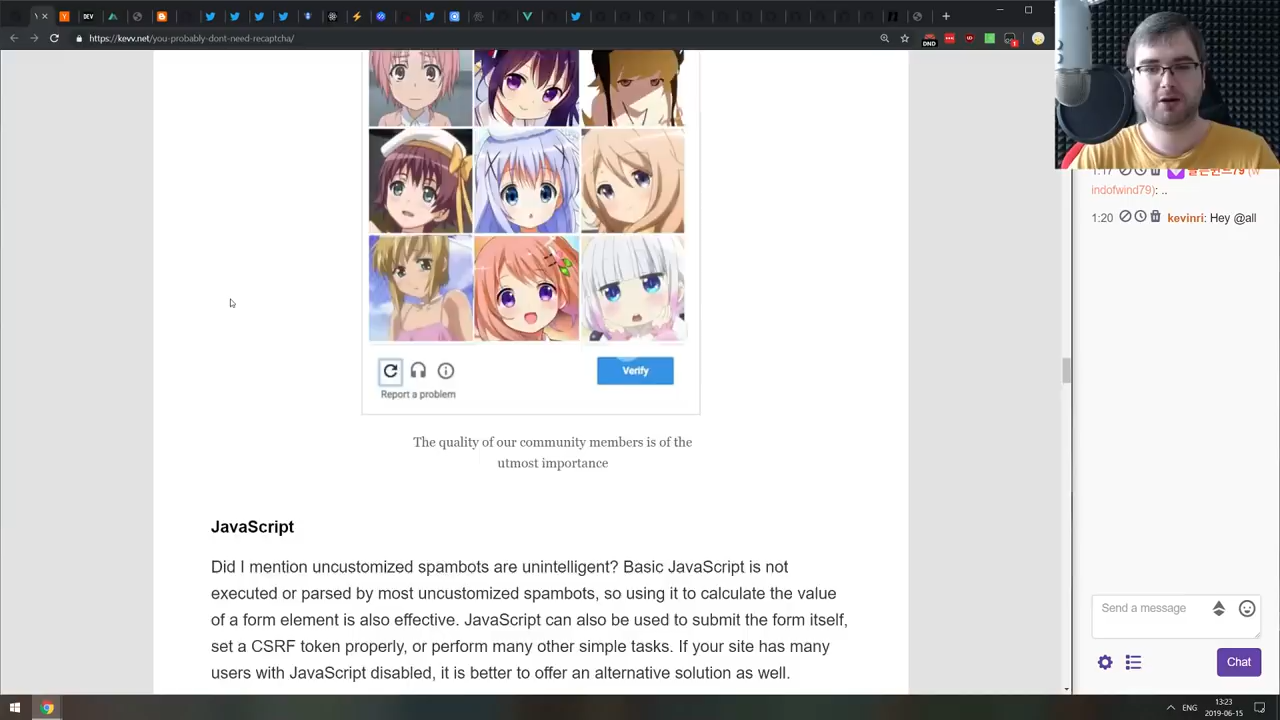 DEV
https://kevv.net/you-probably-dont-need-recaptcha/
DND
Verify
Report a problem
The quality of our community members is of the
utmost importance
JavaScript
Did I mention uncustomized spambots are unintelligent? Basic JavaScript is not
executed or parsed by most uncustomized spambots, so using it to calculate the value
of a form element is also effective. JavaScript can also be used to submit the form itself,
set a CSRF token properly, or perform many other simple tasks. If your site has many
users with JavaScript disabled, it is better to offer an alternative solution as well.
indofwind79): ..
1:20 kevinri: Hey @all
Send a message
Chat
ENG
13:23
2019-06-15